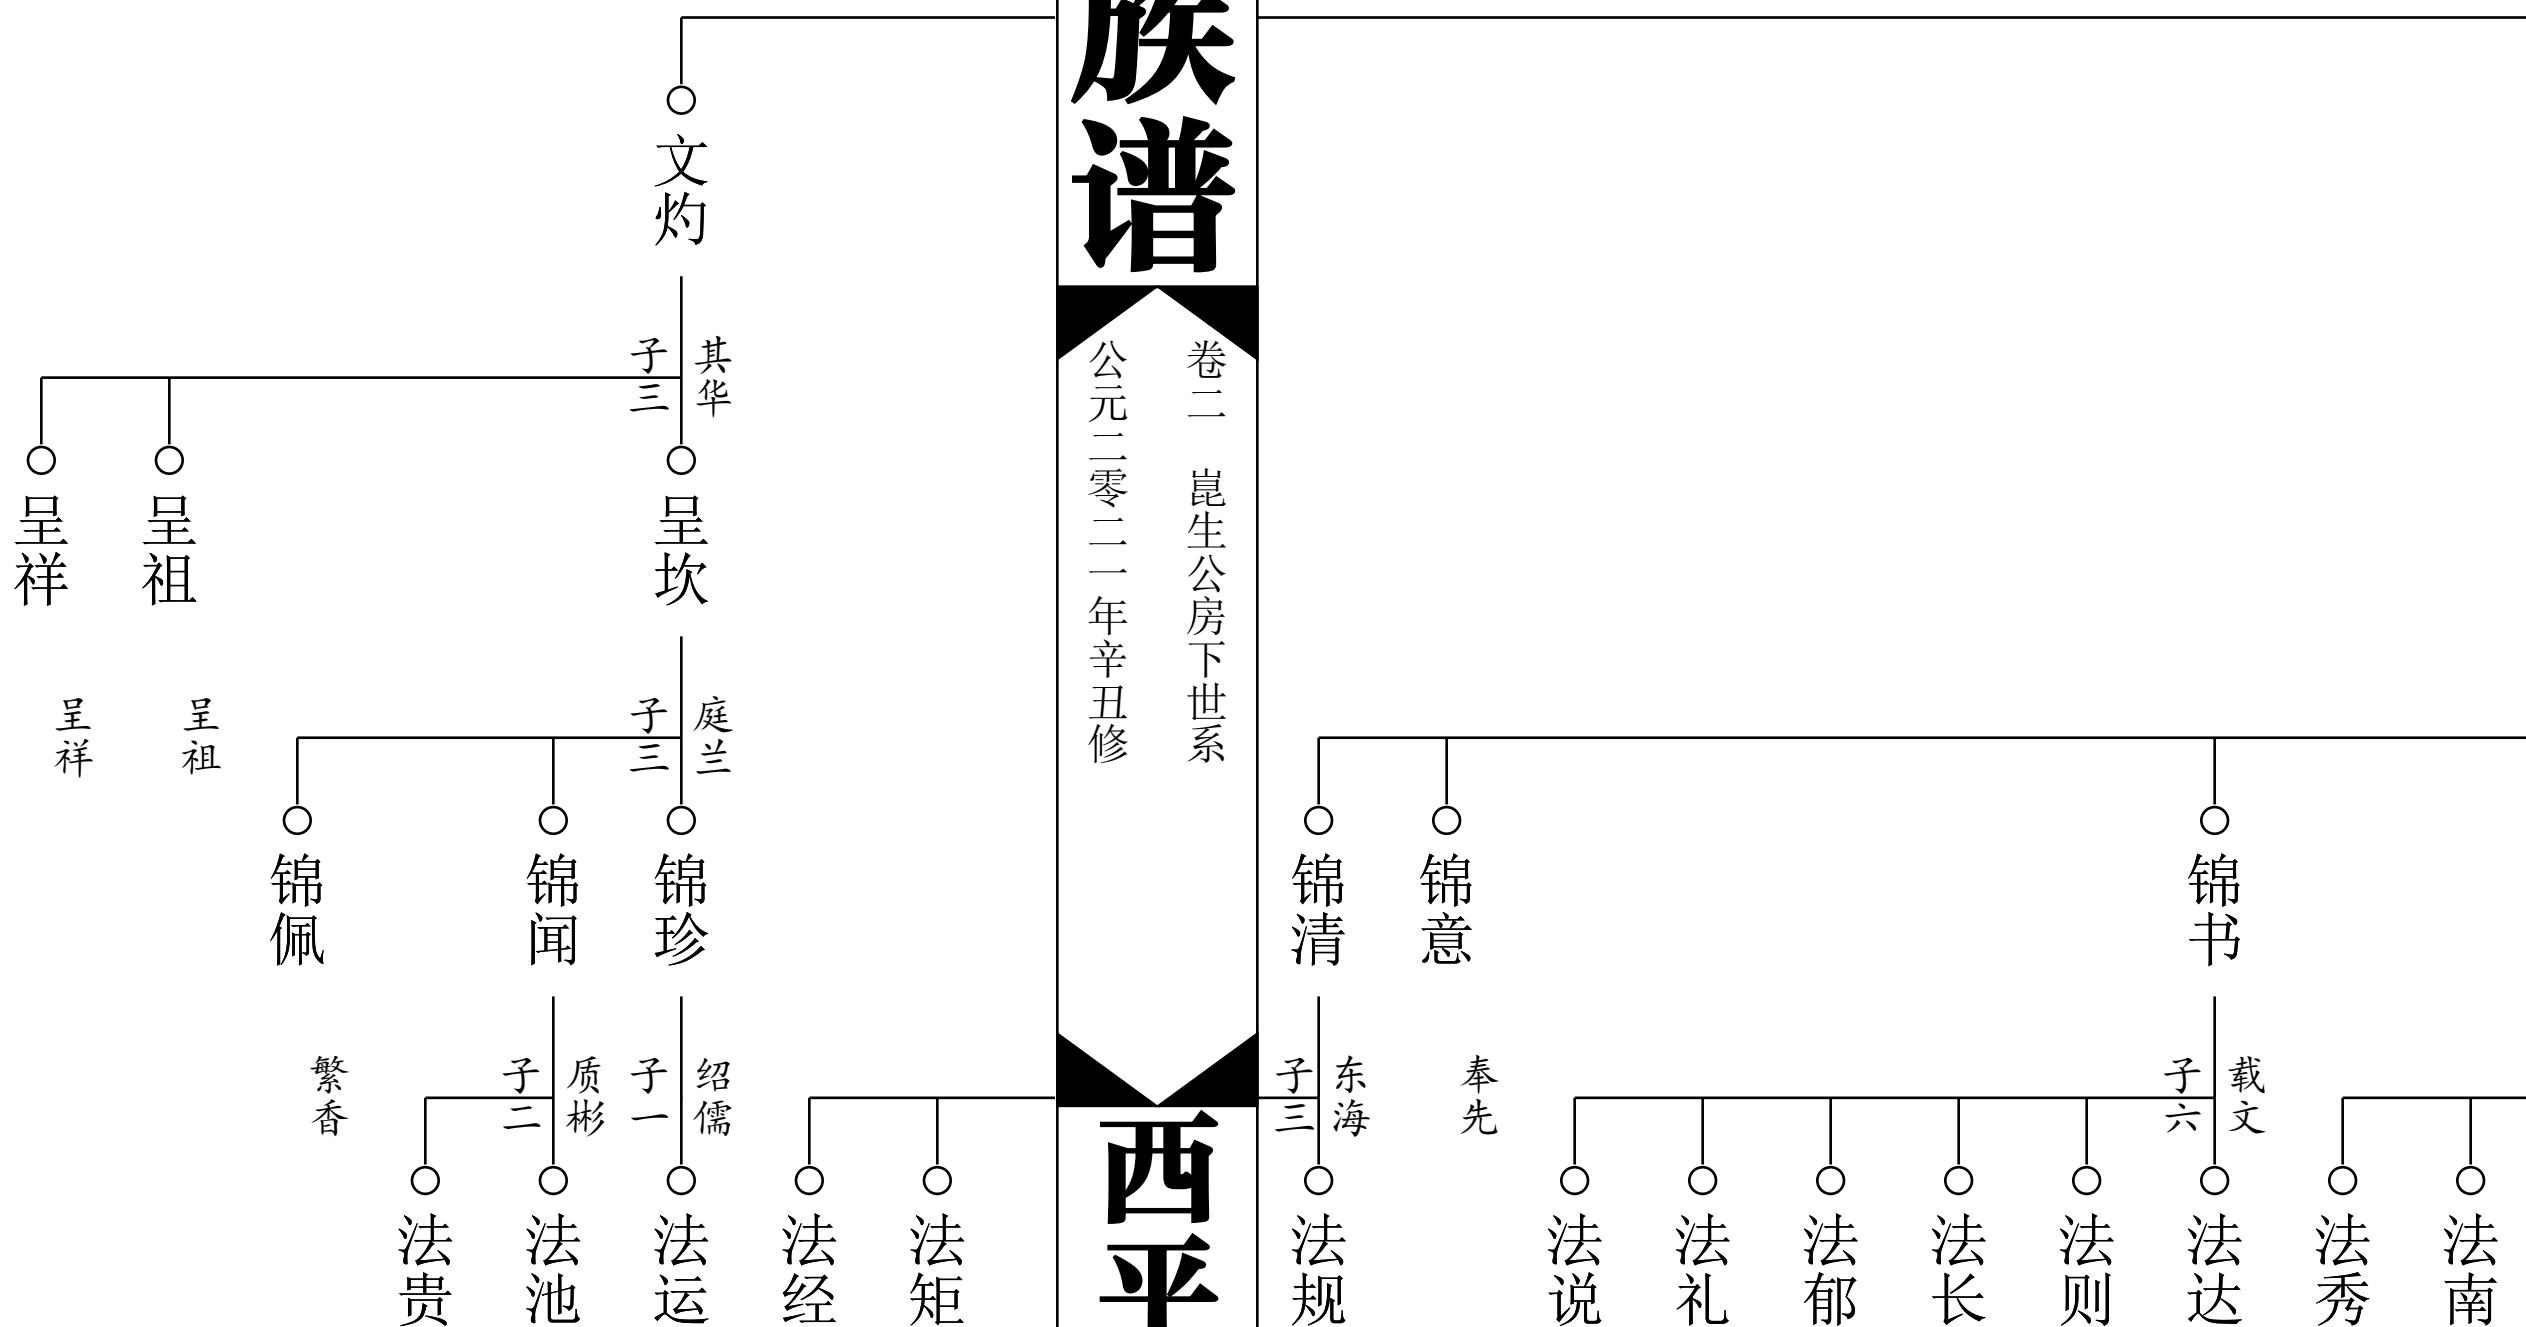 族谱
卷二 崑生公房下世系
公元二零二一年辛丑修
西平
文灼
其华
子三
呈坎
呈祖
呈祥
庭兰
子三
呈祖
呈祥
锦书
锦意
锦清
锦珍
锦闻
锦佩
载文
子六
奉先
东海
子三
绍儒
子一
质彬
子二
繁香
法南
法秀
法达
法则
法长
法郁
法礼
法说
法规
法矩
法经
法运
法池
法贵